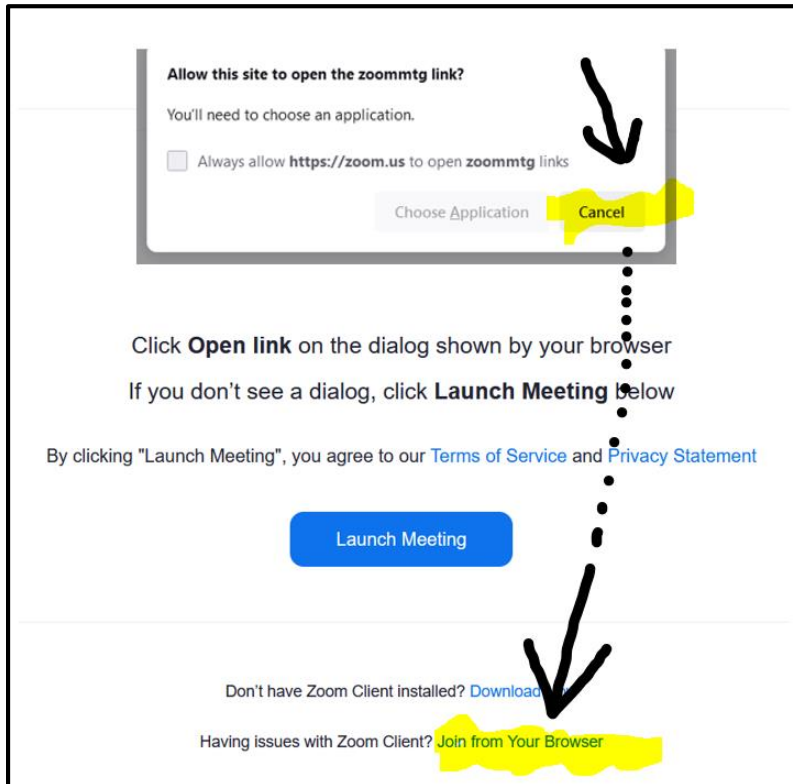 Allow this site to open the zoommtg link?
You'll need to choose an application.
Always allow https://zoom.us to open zoommtg links
Choose Application Cancel
Click Open link on the dialog shown by your browser
If you don't see a dialog, click Launch Meeting below
By clicking "Launch Meeting", you agree to our Terms of Service and Privacy Statement
Launch Meeting
Don't have Zoom Client installed? Download
Having issues with Zoom Client? Join from Your Browser